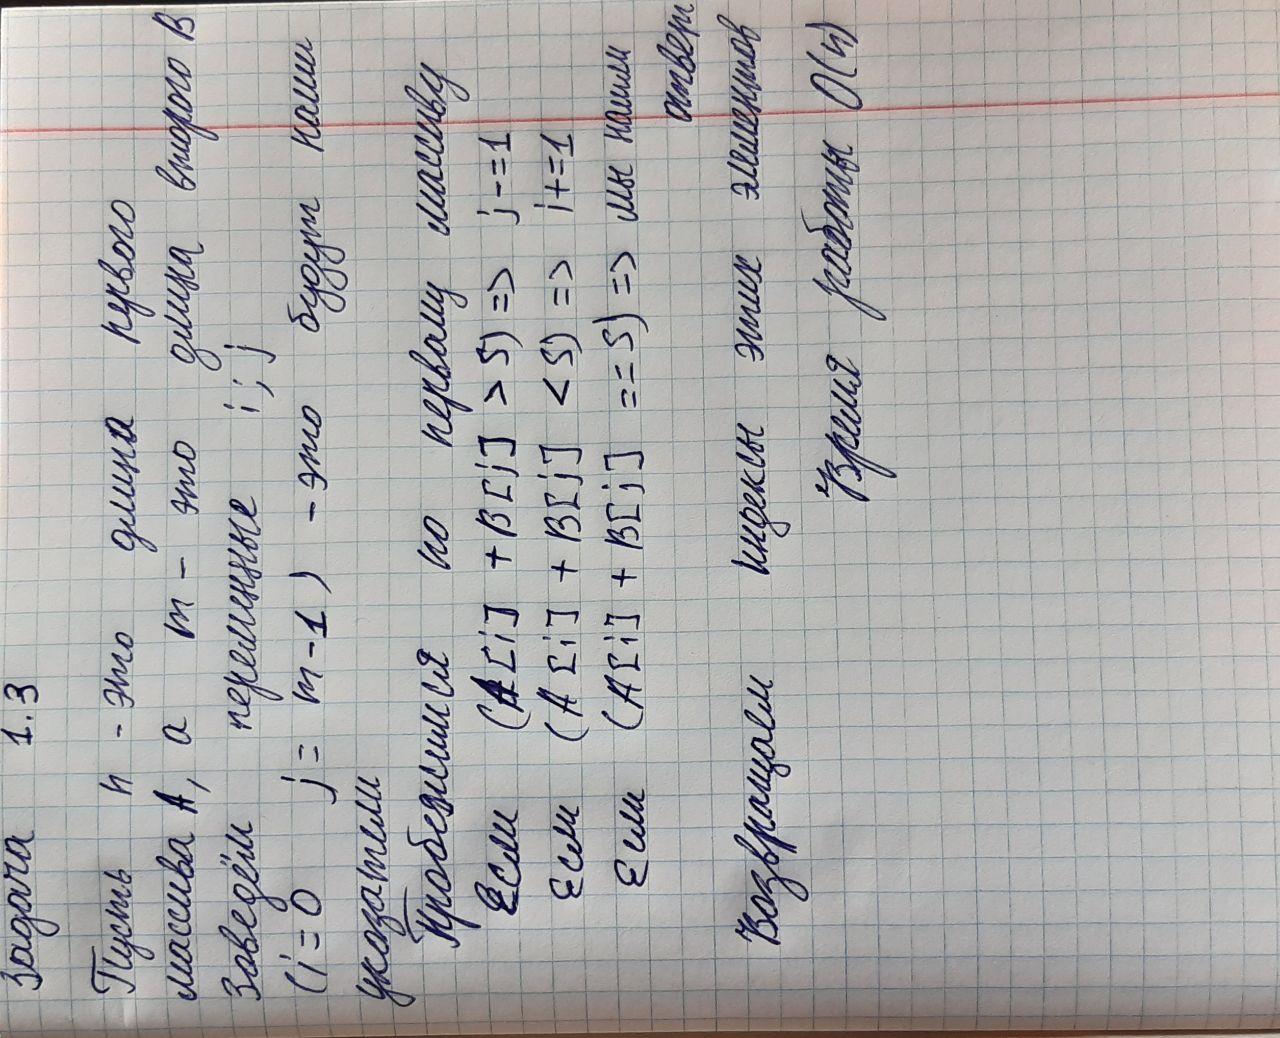 Задача 1.3
Пусть n - это длина первого
массива A, а m - это длина второго B
Заведём переменные i; j
(i = 0 j = m - 1) - это будут наши
указатели
Пробежимся по первому массиву
Если (A[i] + B[j] > S) => j -= 1
Если (A[i] + B[j] < S) => i += 1
Если (A[i] + B[j] == S) => мы нашли
ответ
Возвращаем индексы этих элементов
Время работы O(n)